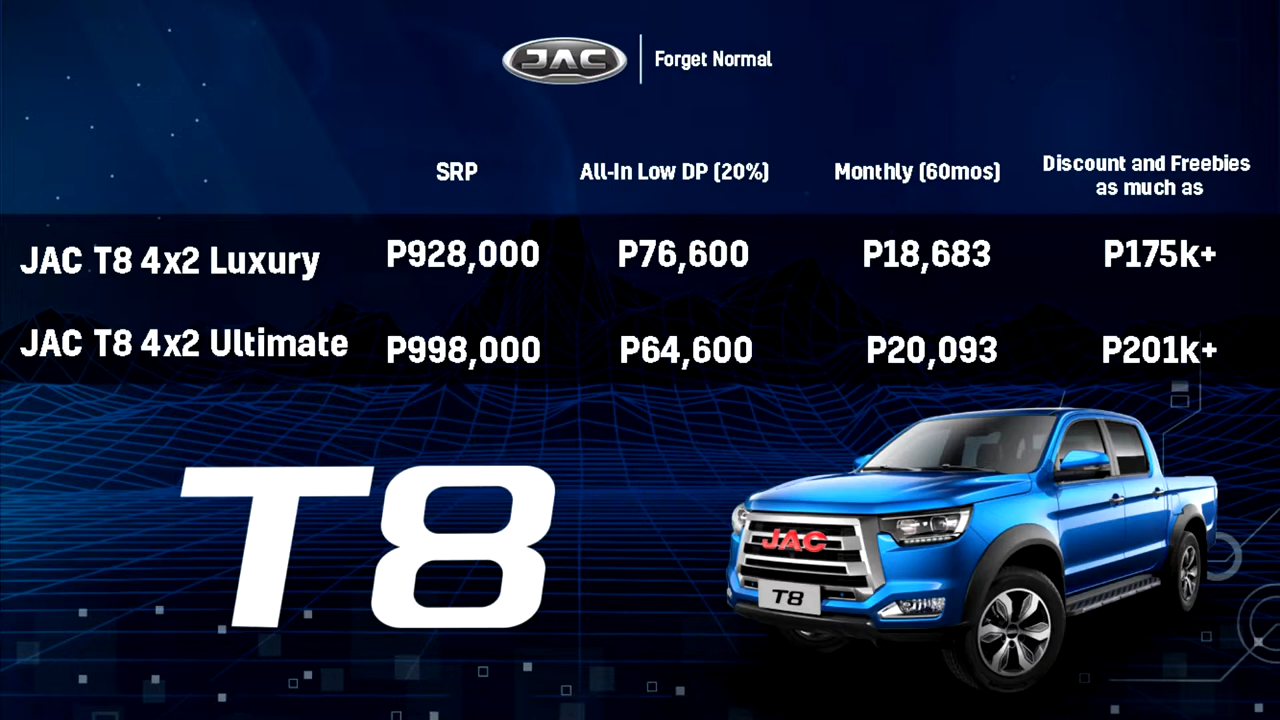 JAC Forget Normal
SRP All-In Low DP (20%) Monthly (60mos) Discount and Freebies
as much as
JAC T8 4x2 Luxury P928,000 P76,600 P18,683 P175k+
JAC T8 4x2 Ultimate P998,000 P64,600 P20,093 P201k+
T8
JAC
T8